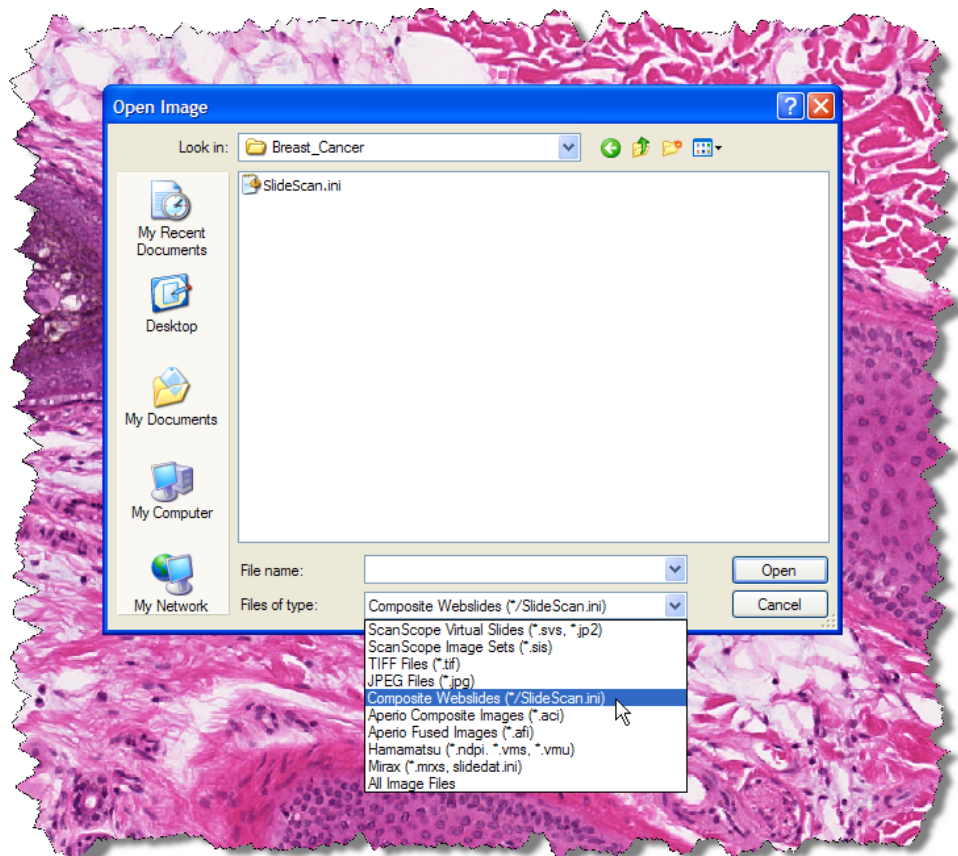 Open Image
Look in:
Breast_Cancer
SlideScan.ini
My Recent
Documents
Desktop
My Documents
My Computer
My Network
File name:
Open
Files of type:
Composite Webslides (*/SlideScan.ini)
Cancel
ScanScope Virtual Slides (*.svs, *.jp2)
ScanScope Image Sets (*.sis)
TIFF Files (*.tif)
JPEG Files (*.jpg)
Composite Webslides (*/SlideScan.ini)
Aperio Composite Images (*.aci)
Aperio Fused Images (*.afi)
Hamamatsu (*.ndpi. *.vms, *.vmu)
Mirax (*.mrxs, slidedat.ini)
All Image Files